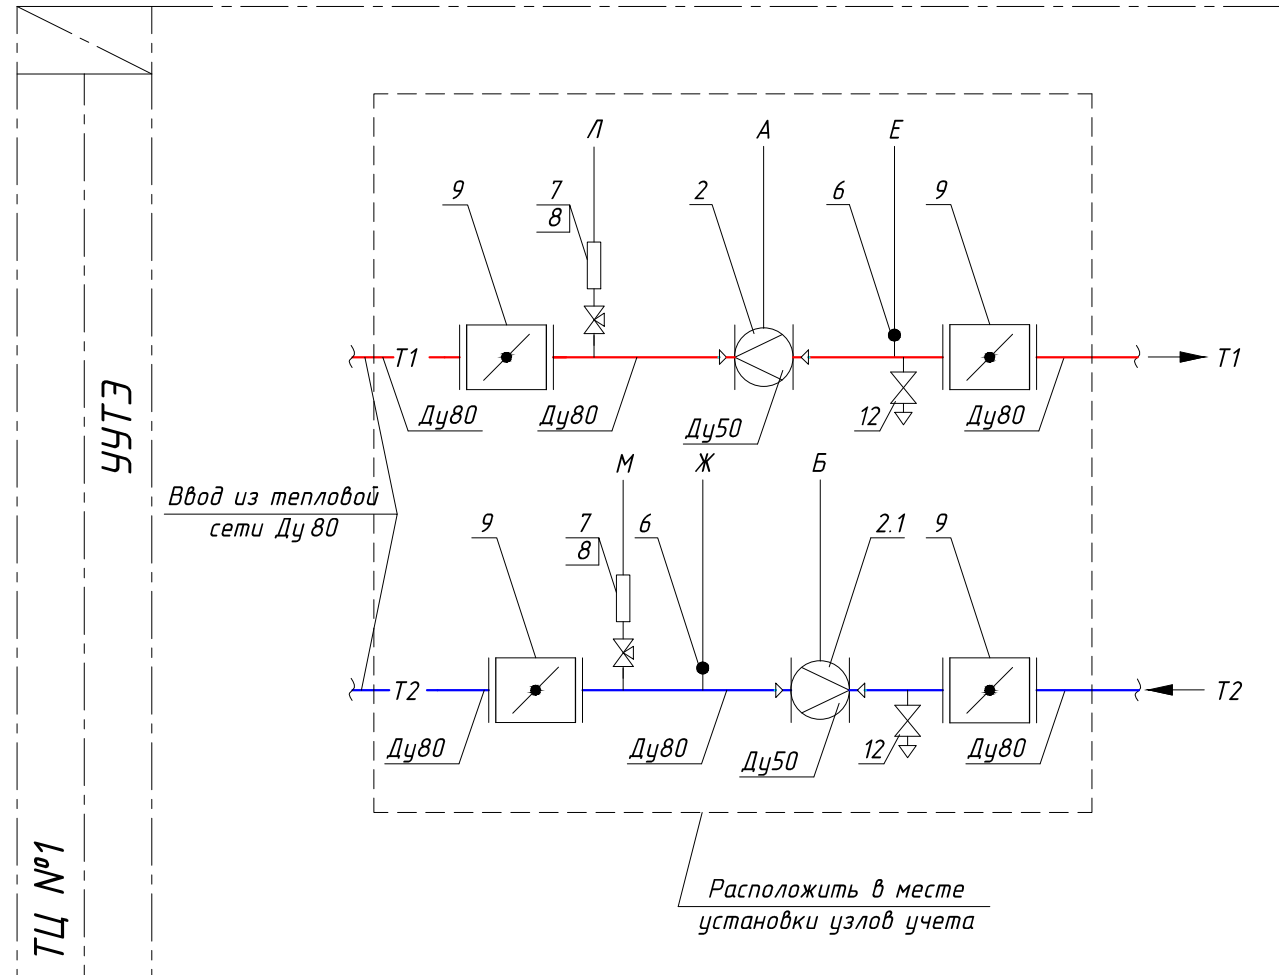 Л А Е
9 7 2 6 9
8
Т1 Т1
Ду80 Ду80 Ду50 12 Ду80
УУТЭ
М Ж Б
Ввод из тепловой
сети Ду 80
9 7 6 2.1 9
8
Т2 Т2
Ду80 Ду80 Ду50 12 Ду80
ТЦ №1
Расположить в месте
установки узлов учета